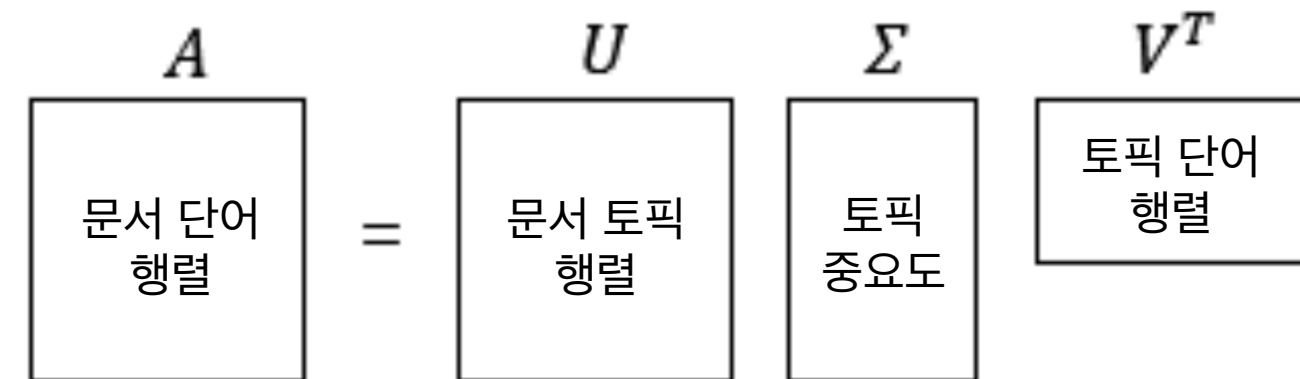 A U Σ Vᵀ
문서 단어
행렬
=
문서 토픽
행렬
토픽
중요도
토픽 단어
행렬